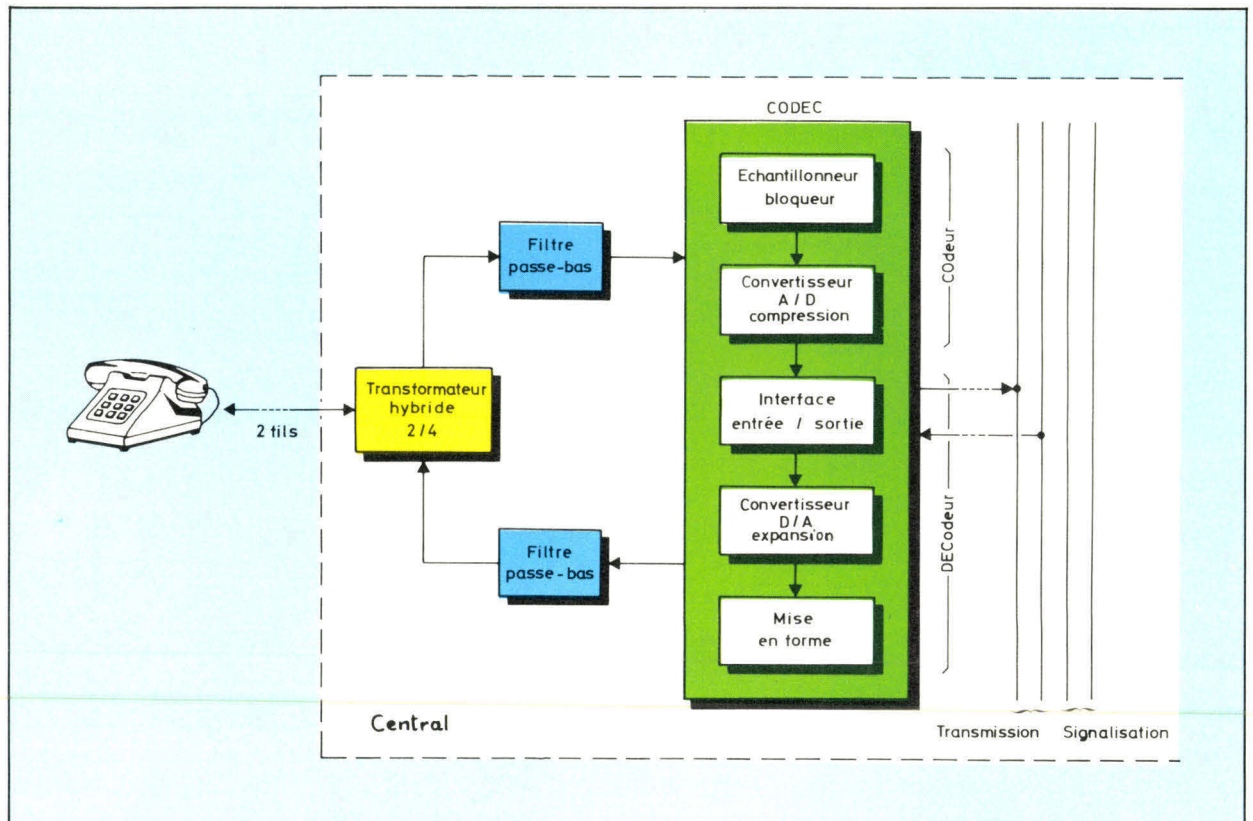 CODEC
Echantillonneur
bloqueur
Filtre
passe-bas
Convertisseur
A/D
compression
COdeur
Transformateur
hybride
2/4
2 fils
Interface
entrée / sortie
Convertisseur
D/A
expansion
Filtre
passe-bas
DECodeur
Mise
en forme
Central
Transmission
Signalisation